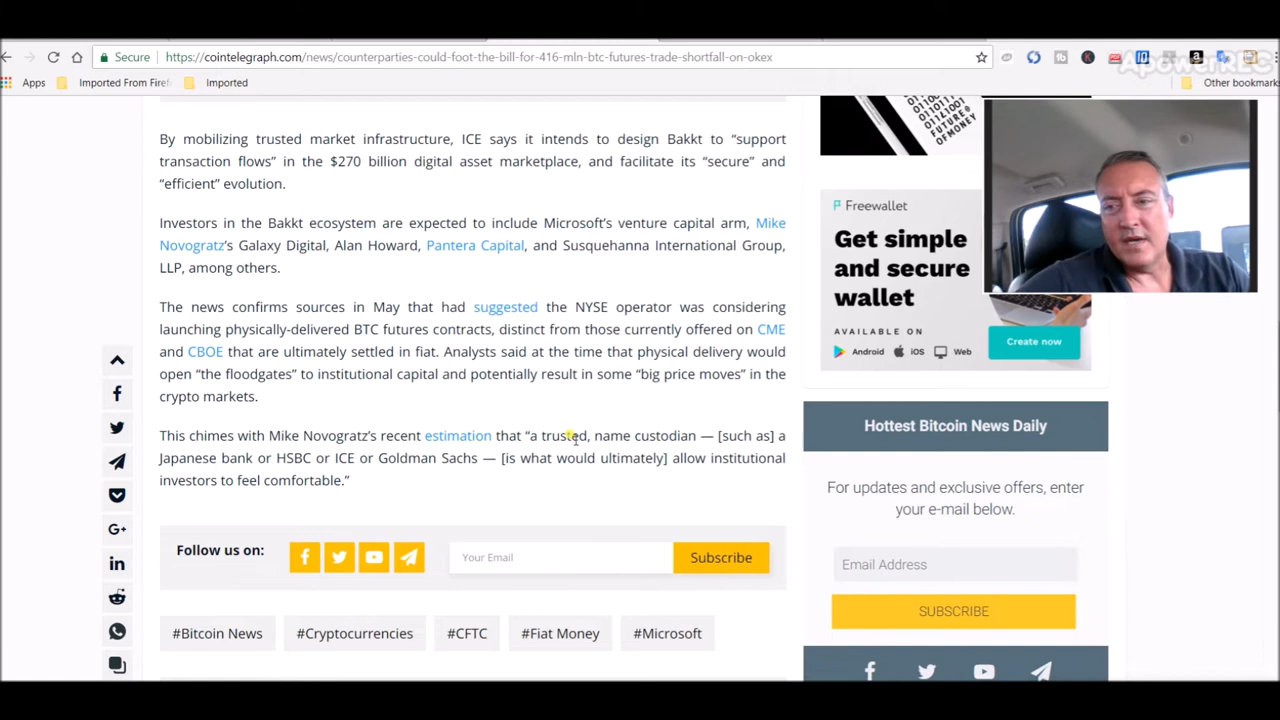 Secure
https://cointelegraph.com/news/counterparties-could-foot-the-bill-for-416-mln-btc-futures-trade-shortfall-on-okex
ApowerREC
Apps
Imported From Firef
Imported
Other bookmarks
By mobilizing trusted market infrastructure, ICE says it intends to design Bakkt to “support
transaction flows” in the $270 billion digital asset marketplace, and facilitate its “secure” and
“efficient” evolution.
Investors in the Bakkt ecosystem are expected to include Microsoft’s venture capital arm, Mike
Novogratz’s Galaxy Digital, Alan Howard, Pantera Capital, and Susquehanna International Group,
LLP, among others.
The news confirms sources in May that had suggested the NYSE operator was considering
launching physically-delivered BTC futures contracts, distinct from those currently offered on CME
and CBOE that are ultimately settled in fiat. Analysts said at the time that physical delivery would
open “the floodgates” to institutional capital and potentially result in some “big price moves” in the
crypto markets.
This chimes with Mike Novogratz’s recent estimation that “a trusted, name custodian — [such as] a
Japanese bank or HSBC or ICE or Goldman Sachs — [is what would ultimately] allow institutional
investors to feel comfortable.”
Follow us on:
Your Email
Subscribe
#Bitcoin News
#Cryptocurrencies
#CFTC
#Fiat Money
#Microsoft
FUTURE
OF MONEY
Freewallet
Get simple
and secure
wallet
AVAILABLE ON
Android
iOS
Web
Create now
Hottest Bitcoin News Daily
For updates and exclusive offers, enter
your e-mail below.
Email Address
SUBSCRIBE